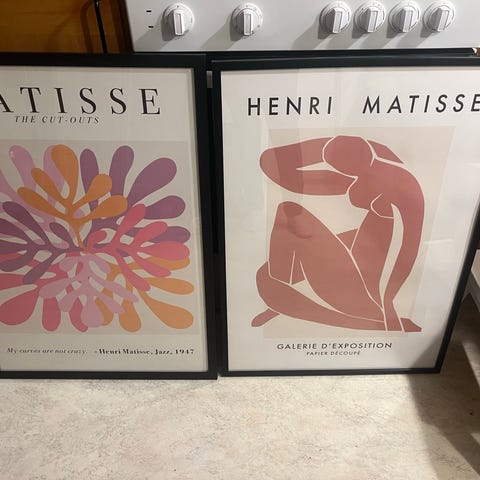 ATISSE
THE CUT-OUTS
My curves are not crazy. - Henri Matisse, Jazz, 1947
HENRI MATISSE
GALERIE D'EXPOSITION
PAPIER DÉCOUPÉ